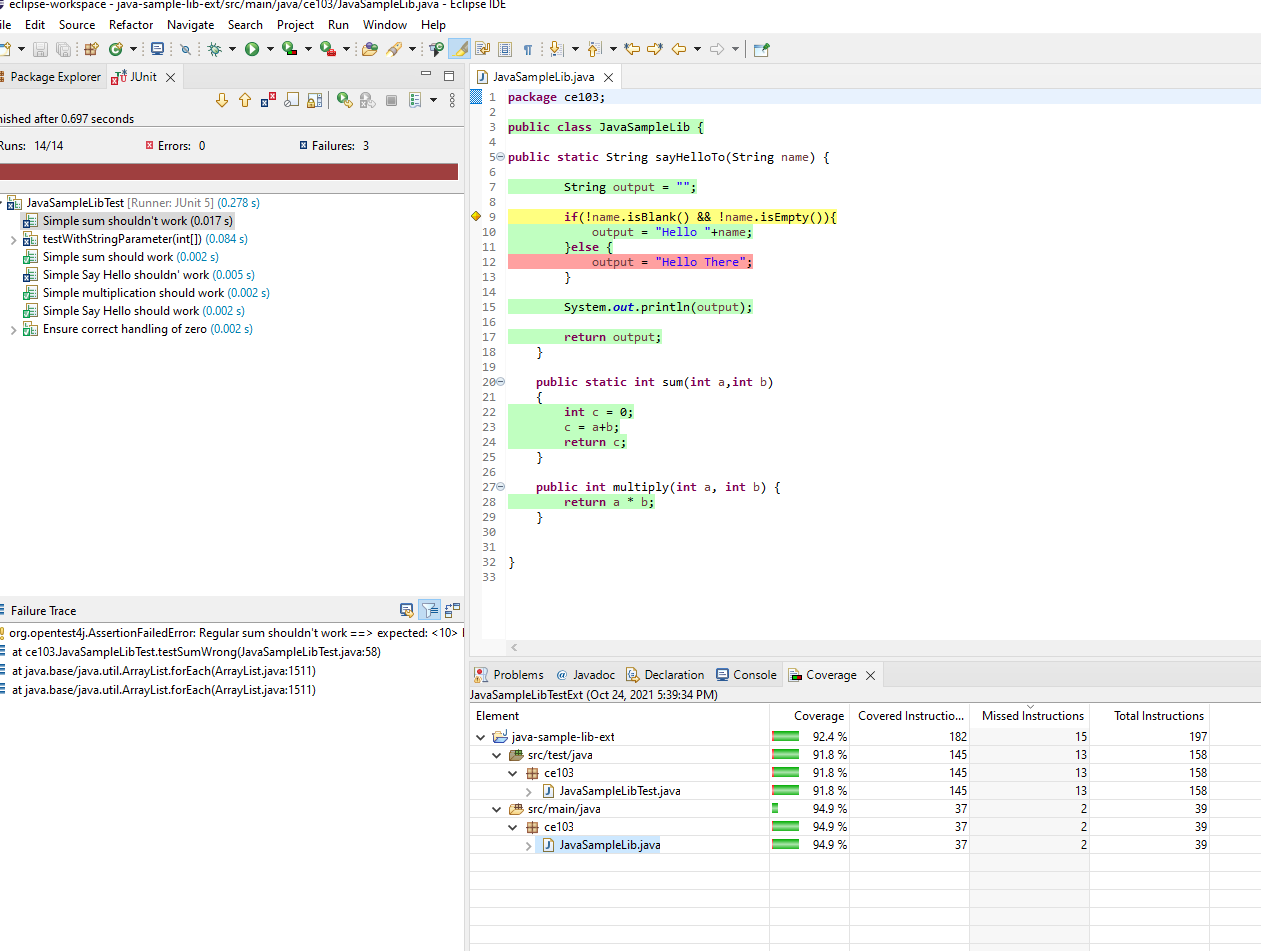 eclipse-workspace - java-sample-lib-ext/src/main/java/ce103/JavaSampleLib.java - Eclipse IDE
ile Edit Source Refactor Navigate Search Project Run Window Help
Package Explorer JUnit
nished after 0.697 seconds
Runs: 14/14 Errors: 0 Failures: 3
JavaSampleLibTest [Runner: JUnit 5] (0.278 s)
Simple sum shouldn't work (0.017 s)
testWithStringParameter(int[]) (0.084 s)
Simple sum should work (0.002 s)
Simple Say Hello shouldn' work (0.005 s)
Simple multiplication should work (0.002 s)
Simple Say Hello should work (0.002 s)
Ensure correct handling of zero (0.002 s)
Failure Trace
org.opentest4j.AssertionFailedError: Regular sum shouldn't work ==> expected: <10>
at ce103.JavaSampleLibTest.testSumWrong(JavaSampleLibTest.java:58)
at java.base/java.util.ArrayList.forEach(ArrayList.java:1511)
at java.base/java.util.ArrayList.forEach(ArrayList.java:1511)
JavaSampleLib.java
1 package ce103;
2
3 public class JavaSampleLib {
4
5 public static String sayHelloTo(String name) {
6
7 String output = "";
8
9 if(!name.isBlank() && !name.isEmpty()){
10 output = "Hello "+name;
11 }else {
12 output = "Hello There";
13 }
14
15 System.out.println(output);
16
17 return output;
18 }
19
20 public static int sum(int a,int b)
21 {
22 int c = 0;
23 c = a+b;
24 return c;
25 }
26
27 public int multiply(int a, int b) {
28 return a * b;
29 }
30
31
32 }
33
Problems Javadoc Declaration Console Coverage
JavaSampleLibTestExt (Oct 24, 2021 5:39:34 PM)
Element Coverage Covered Instructio... Missed Instructions Total Instructions
java-sample-lib-ext 92.4 % 182 15 197
src/test/java 91.8 % 145 13 158
ce103 91.8 % 145 13 158
JavaSampleLibTest.java 91.8 % 145 13 158
src/main/java 94.9 % 37 2 39
ce103 94.9 % 37 2 39
JavaSampleLib.java 94.9 % 37 2 39